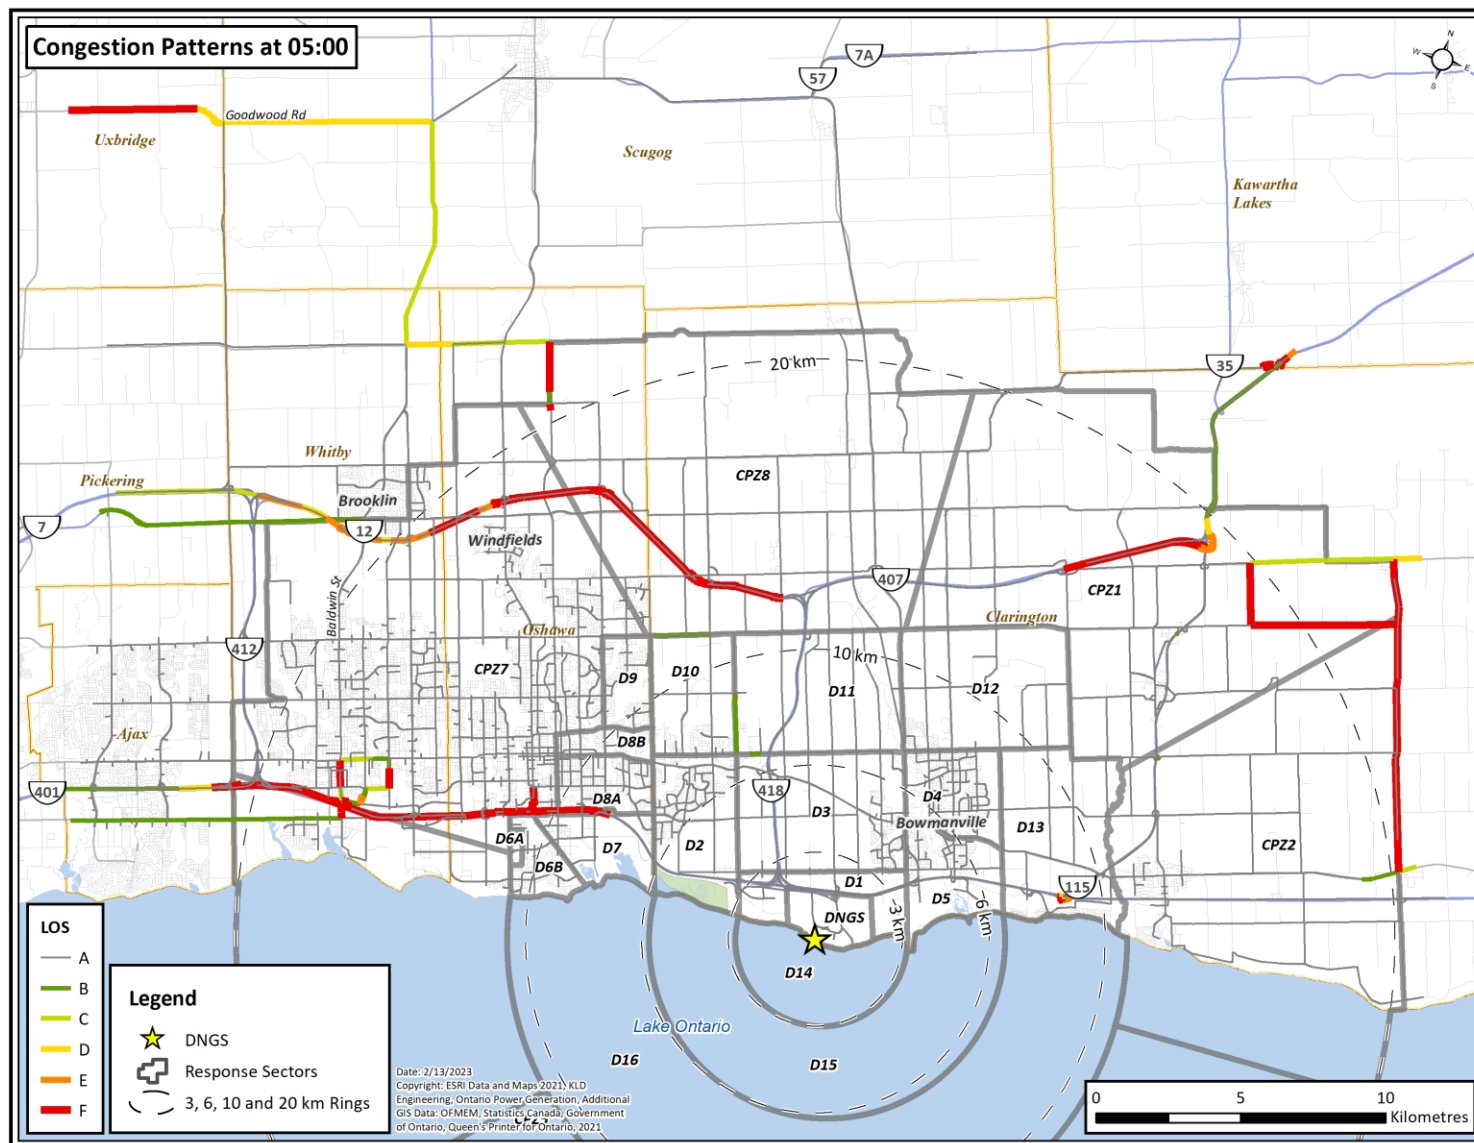 Congestion Patterns at 05:00
7A
57
N
W
E
S
Goodwood Rd
Uxbridge
Scugog
Kawartha
Lakes
20 km
35
Whitby
CPZ8
Pickering
Brooklin
7
12
Windfields
407
CPZ1
Baldwin St
Oshawa
Clarington
412
10 km
CPZ7
D9
D10
D11
D12
Ajax
D8B
401
418
D8A
D3
D4
Bowmanville
D13
D6A
D7
D2
CPZ2
D6B
D1
115
D5
DNGS
3 km
6 km
D14
Lake Ontario
D16
D15
LOS
A
B
C
D
E
F
Legend
DNGS
Response Sectors
3, 6, 10 and 20 km Rings
Date: 2/13/2023
Copyright: ESRI Data and Maps 2021, KLD
Engineering, Ontario Power Generation, Additional
GIS Data: OFMEM, Statistics Canada, Government
of Ontario, Queen's Printer for Ontario, 2021
0
5
10
Kilometres